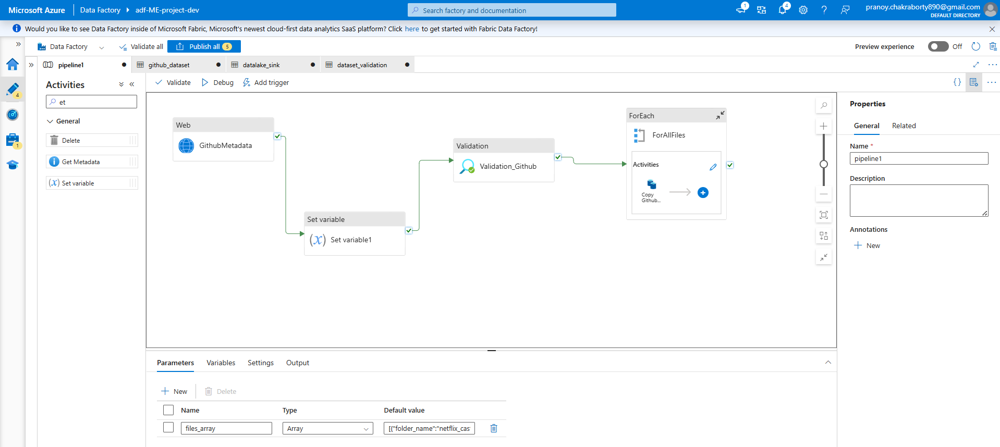 Microsoft Azure
Data Factory
adf-ME-project-dev
Search factory and documentation
1
4
pranoy.chakraborty890@gmail.com
DEFAULT DIRECTORY
Would you like to see Data Factory inside of Microsoft Fabric, Microsoft's newest cloud-first data analytics SaaS platform? Click here to get started with Fabric Data Factory!
Data Factory
Validate all
Publish all 5
Preview experience
Off
pipeline1
github_dataset
datalake_sink
dataset_validation
4
1
Activities
et
General
Delete
Get Metadata
(x) Set variable
Validate
Debug
Add trigger
{}
Web
GithubMetadata
Set variable
(x) Set variable1
Validation
Validation_Github
ForEach
ForAllFiles
Activities
Copy
Github...
Parameters
Variables
Settings
Output
New
Delete
Name
Type
Default value
files_array
Array
[{"folder_name":"netflix_cas
Properties
General
Related
Name *
pipeline1
Description
Annotations
New